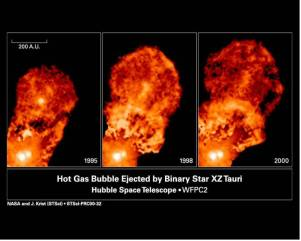 200 A.U.
1995
1998
2000
Hot Gas Bubble Ejected by Binary Star XZ Tauri
Hubble Space Telescope • WFPC2
NASA and J. Krist (STScI) • STScI-PRC00-32